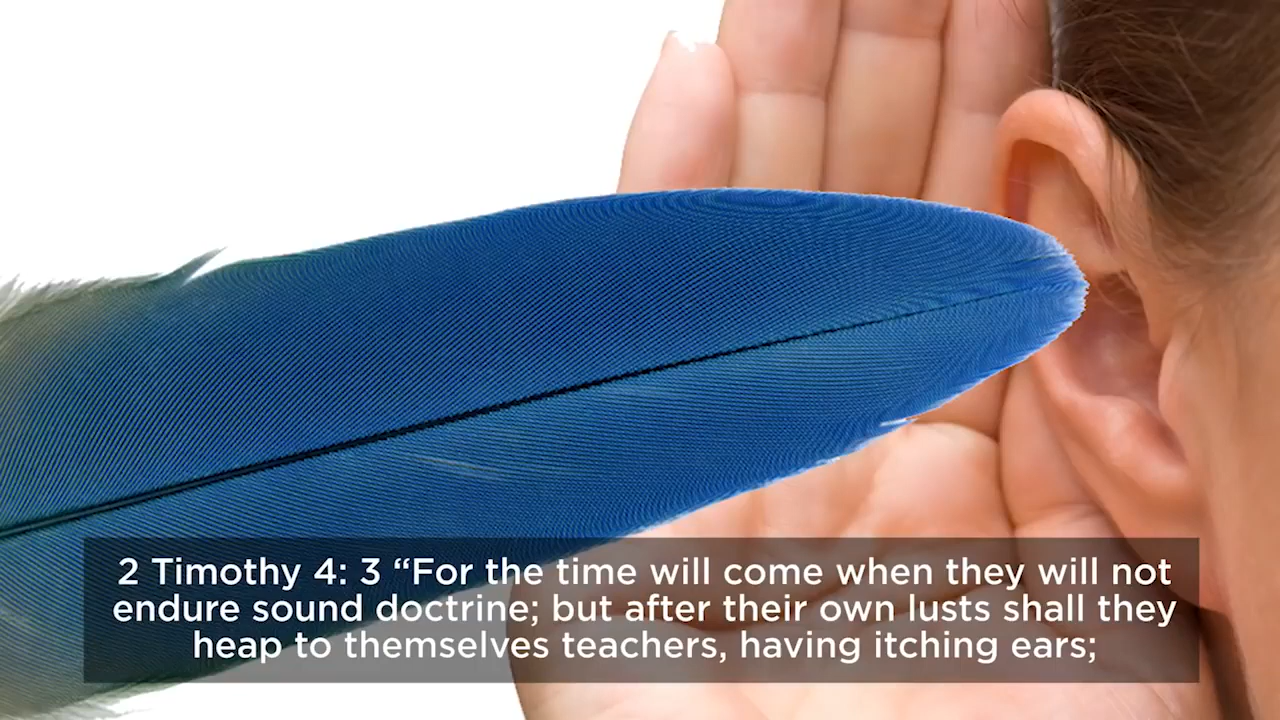 2 Timothy 4: 3 “For the time will come when they will not
endure sound doctrine; but after their own lusts shall they
heap to themselves teachers, having itching ears;